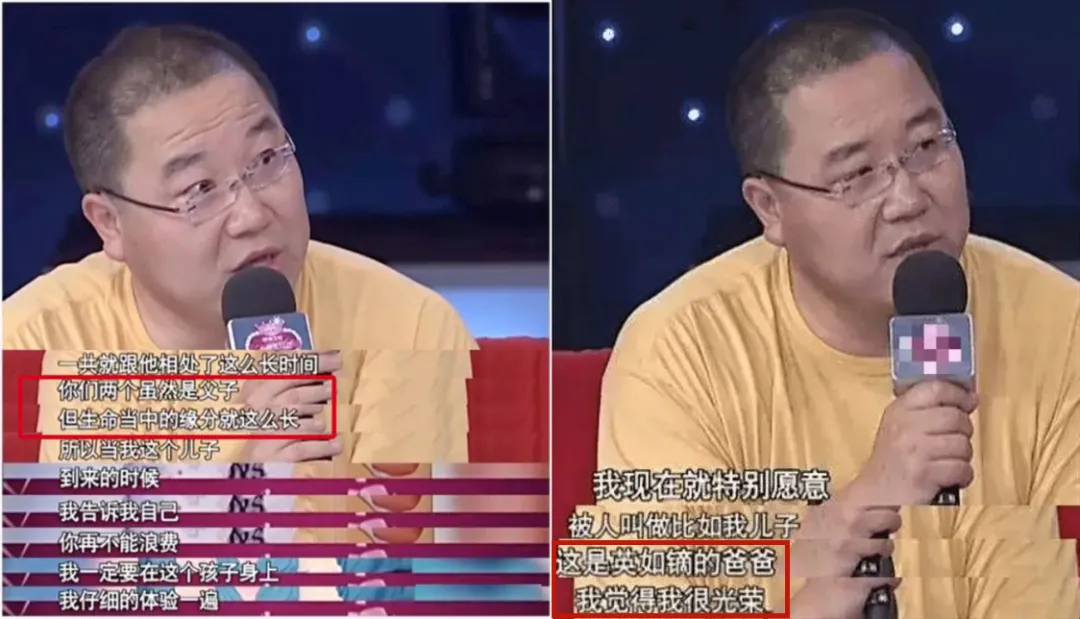 一共就跟他相处了这么长时间
你们两个虽然是父子
但生命当中的缘分就这么长
所以当我这个儿子
到来的时候
我告诉我自己
你再不能浪费
我一定要在这个孩子身上
我仔细的体验一遍
我现在就特别愿意
被人叫做比如我儿子
这是英如镝的爸爸
我觉得我很光荣